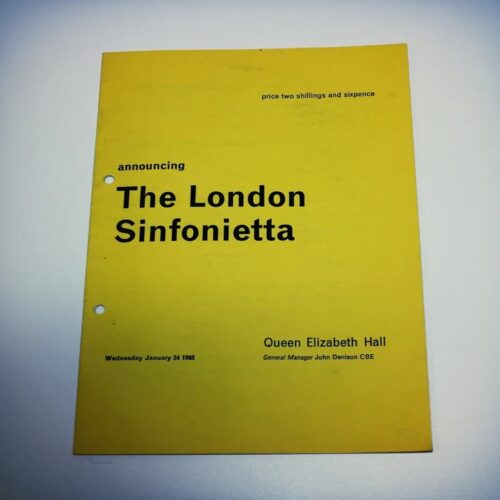 price two shillings and sixpence
announcing
The London
Sinfonietta
Queen Elizabeth Hall
Wednesday January 24 1968
General Manager John Denison CBE